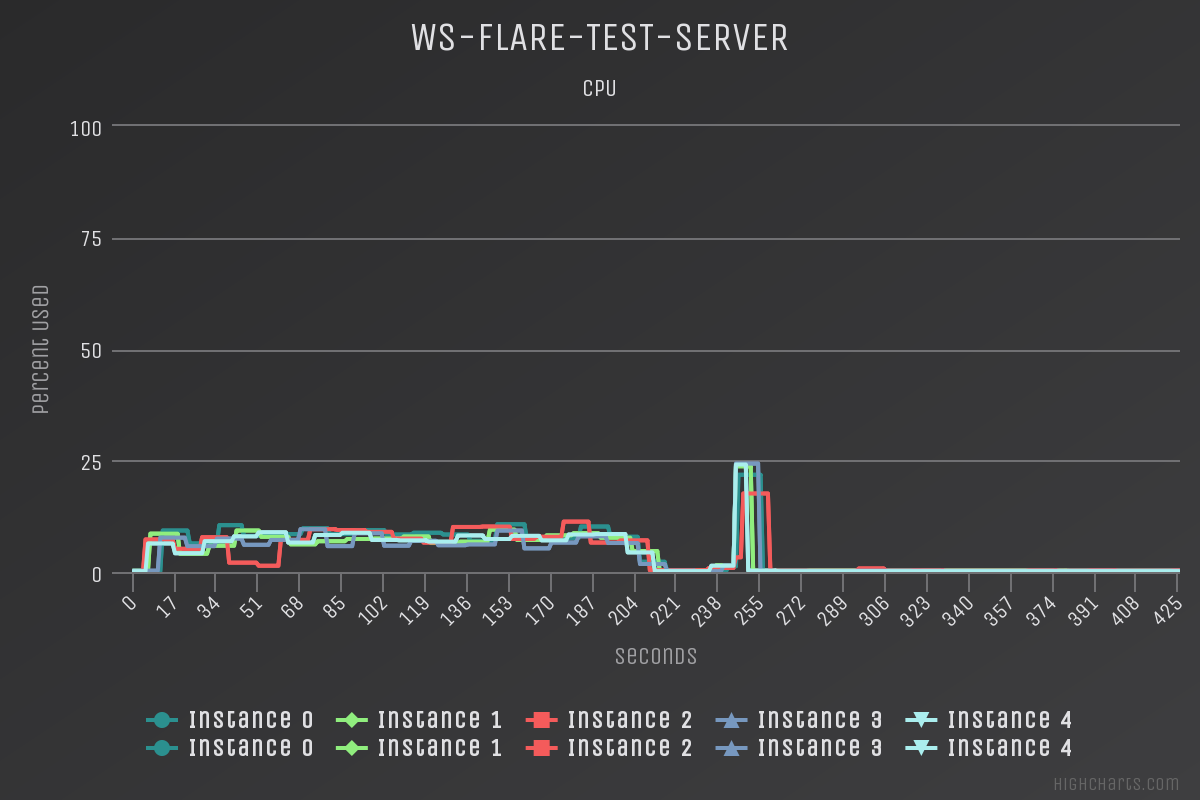 WS-FLARE-TEST-SERVER
CPU
100
75
50
25
0
Percent Used
0 17 34 51 68 85 102 119 136 153 170 187 204 221 238 255 272 289 306 323 340 357 374 391 408 425
Seconds
Instance 0 Instance 1 Instance 2 Instance 3 Instance 4
Instance 0 Instance 1 Instance 2 Instance 3 Instance 4
Highcharts.com